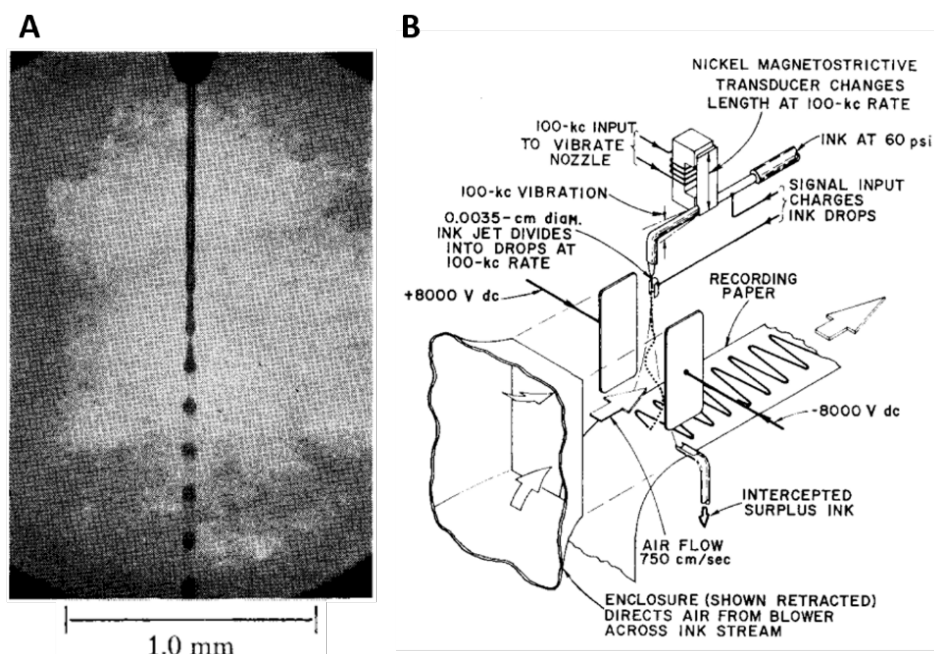 A
1.0 mm
B
NICKEL MAGNETOSTRICTIVE
TRANSDUCER CHANGES
LENGTH AT 100-kc RATE
100-kc INPUT
TO VIBRATE
NOZZLE
INK AT 60 psi
100-kc VIBRATION
SIGNAL INPUT
CHARGES
INK DROPS
0.0035-cm diam.
INK JET DIVIDES
INTO DROPS AT
100-kc RATE
RECORDING
PAPER
+8000 V dc
-8000 V dc
INTERCEPTED
SURPLUS INK
AIR FLOW
750 cm/sec
ENCLOSURE (SHOWN RETRACTED)
DIRECTS AIR FROM BLOWER
ACROSS INK STREAM